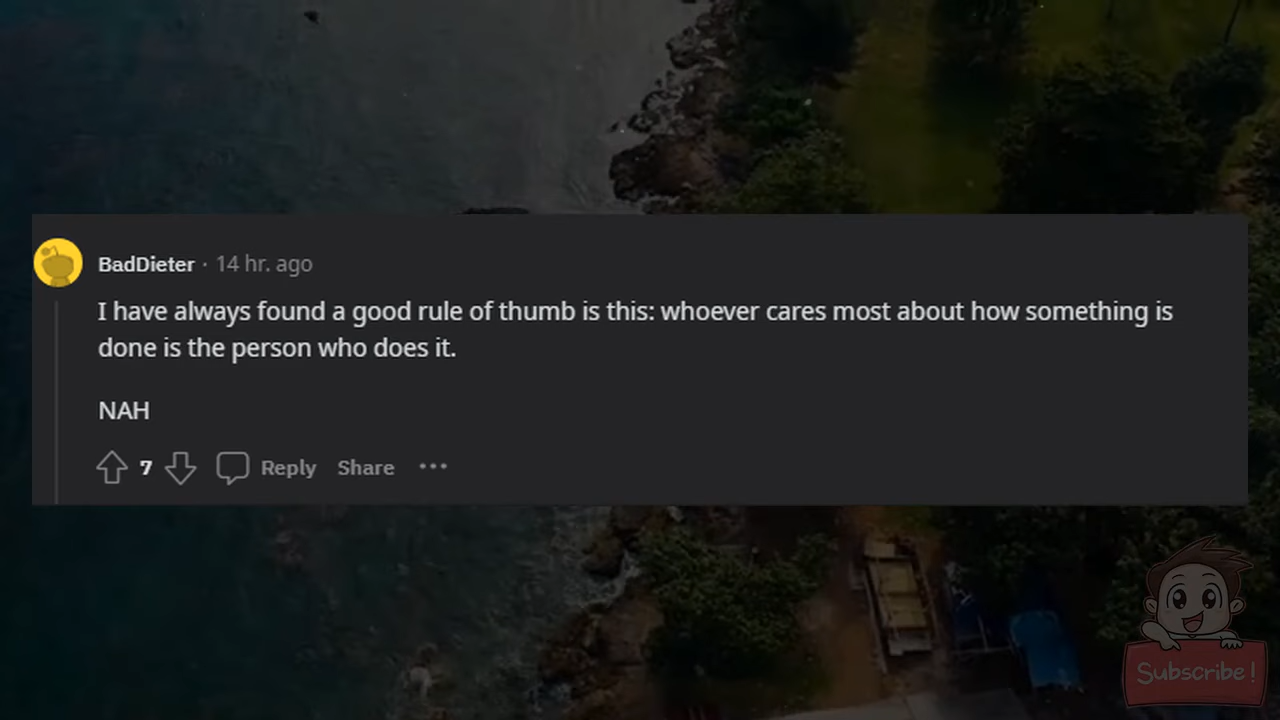 BadDieter · 14 hr. ago
I have always found a good rule of thumb is this: whoever cares most about how something is
done is the person who does it.
NAH
7 Reply Share ···
Subscribe!